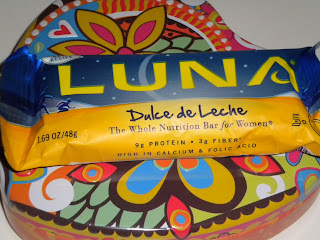 LUNA
Dulce de Leche
1.69 OZ/48g The Whole Nutrition Bar for Women®
9g PROTEIN • 3g FIBER
HIGH IN CALCIUM & FOLIC ACID